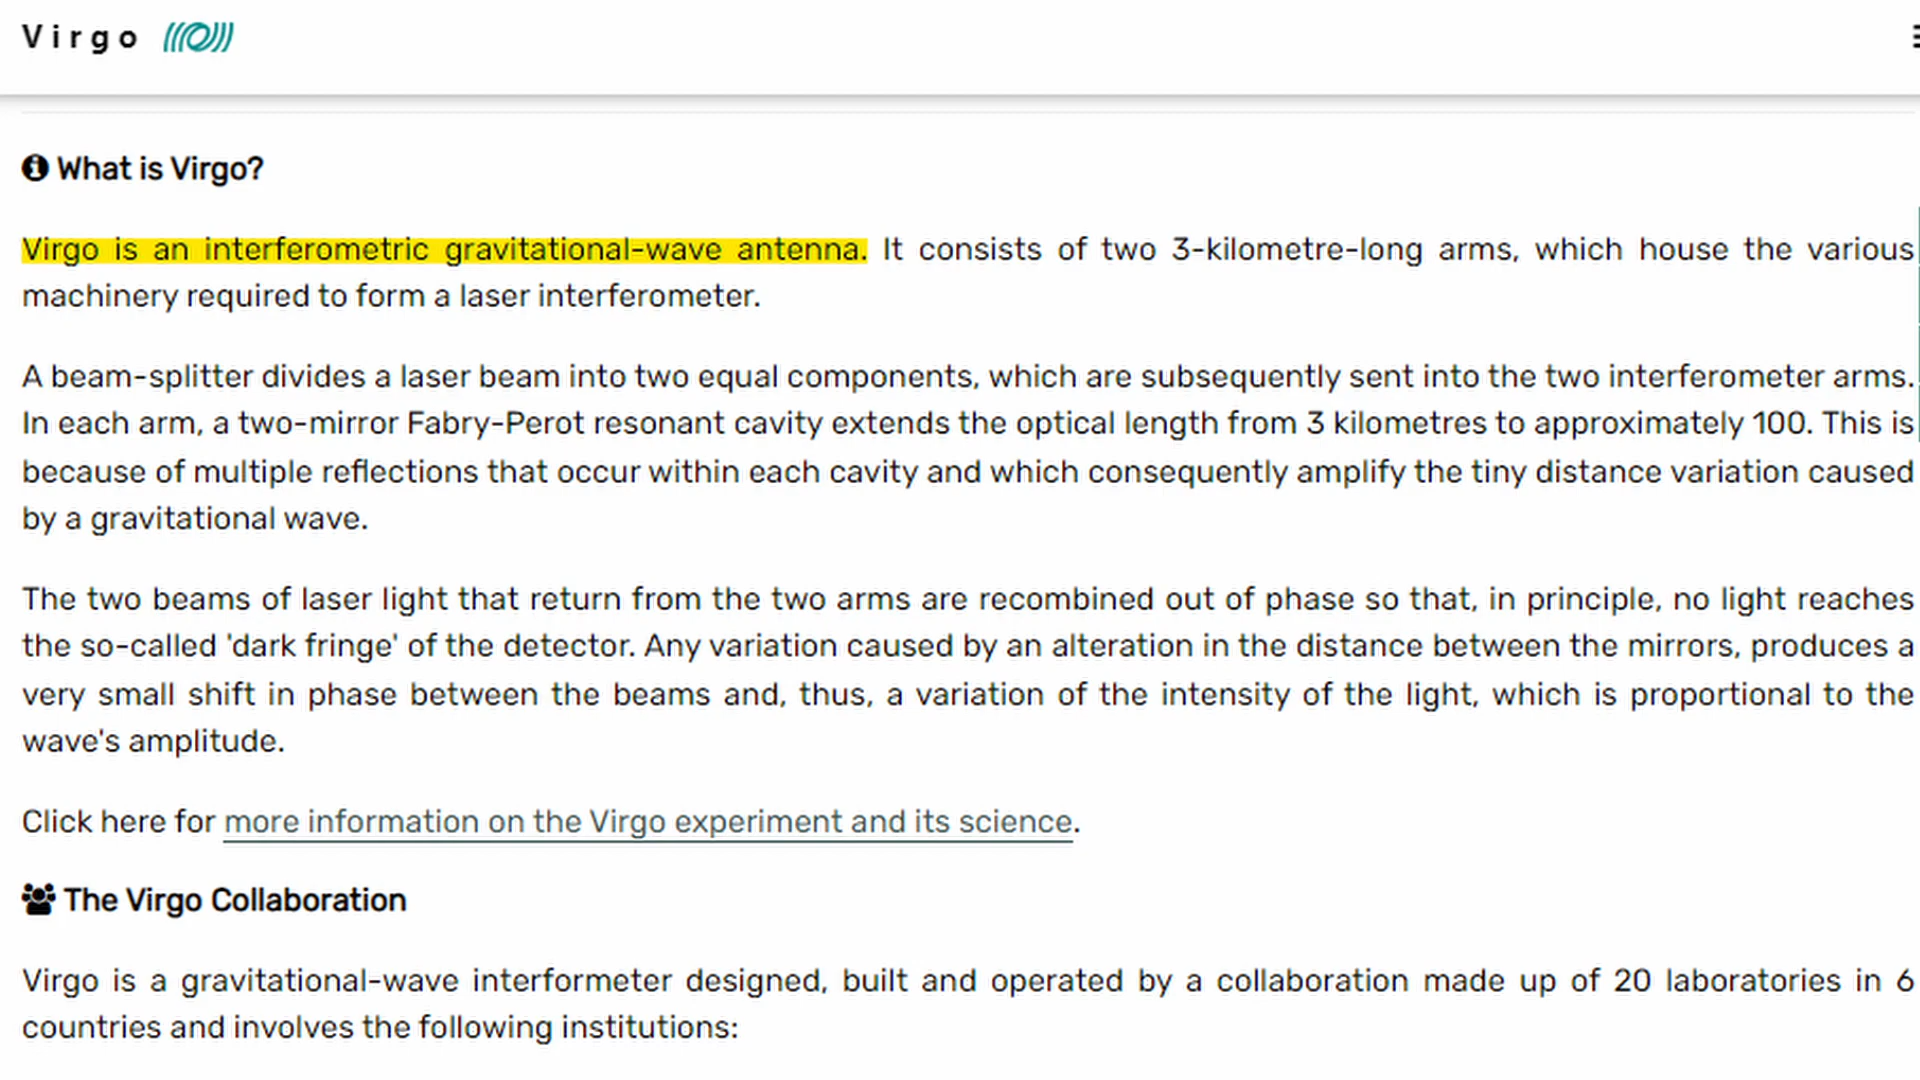 Virgo
What is Virgo?
Virgo is an interferometric gravitational-wave antenna. It consists of two 3-kilometre-long arms, which house the various
machinery required to form a laser interferometer.
A beam-splitter divides a laser beam into two equal components, which are subsequently sent into the two interferometer arms.
In each arm, a two-mirror Fabry-Perot resonant cavity extends the optical length from 3 kilometres to approximately 100. This is
because of multiple reflections that occur within each cavity and which consequently amplify the tiny distance variation caused
by a gravitational wave.
The two beams of laser light that return from the two arms are recombined out of phase so that, in principle, no light reaches
the so-called 'dark fringe' of the detector. Any variation caused by an alteration in the distance between the mirrors, produces a
very small shift in phase between the beams and, thus, a variation of the intensity of the light, which is proportional to the
wave's amplitude.
Click here for more information on the Virgo experiment and its science.
The Virgo Collaboration
Virgo is a gravitational-wave interformeter designed, built and operated by a collaboration made up of 20 laboratories in 6
countries and involves the following institutions: